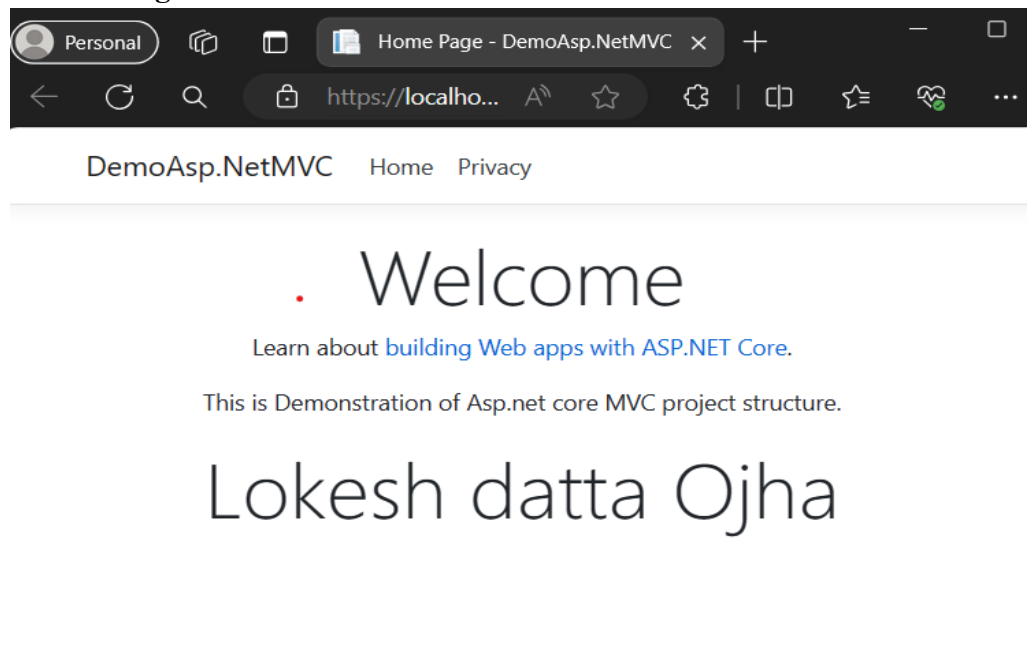 Personal
Home Page - DemoAsp.NetMVC
https://localho...
DemoAsp.NetMVC Home Privacy
Welcome
Learn about building Web apps with ASP.NET Core.
This is Demonstration of Asp.net core MVC project structure.
Lokesh datta Ojha